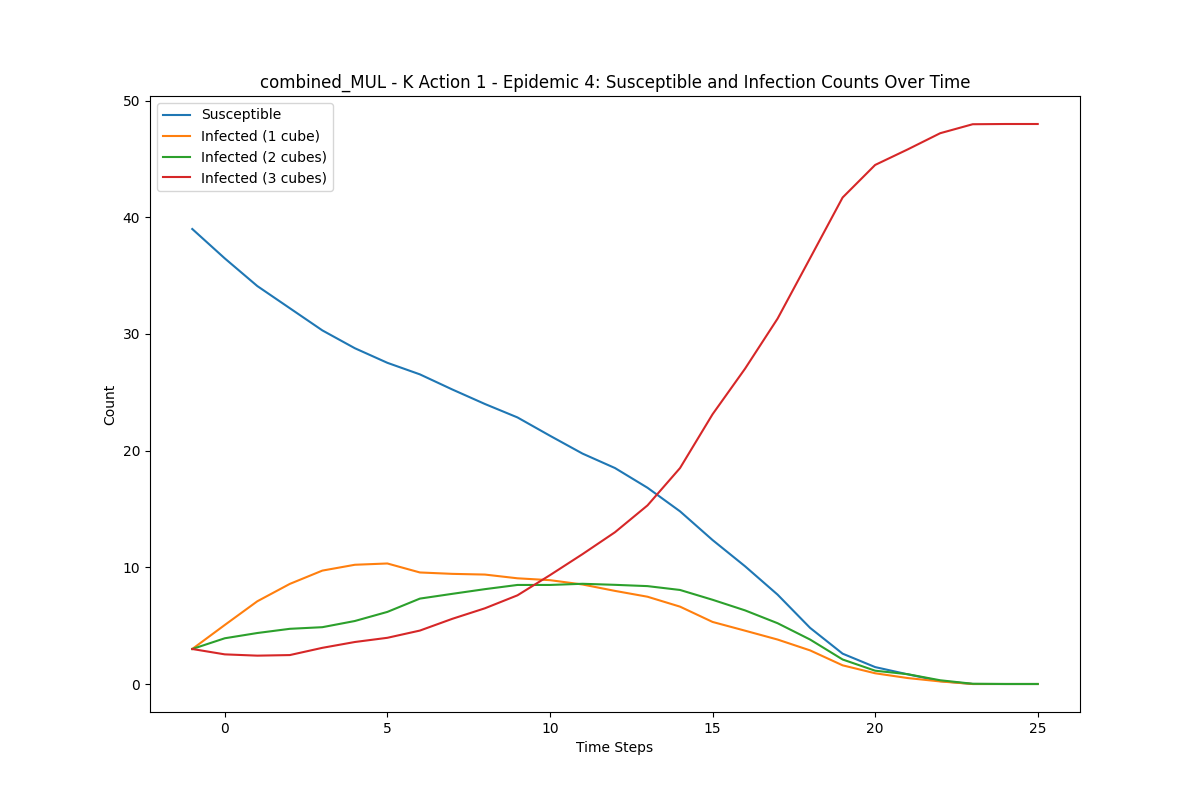 combined_MUL - K Action 1 - Epidemic 4: Susceptible and Infection Counts Over Time
Susceptible
Infected (1 cube)
Infected (2 cubes)
Infected (3 cubes)
50
40
30
20
10
0
Count
0 5 10 15 20 25
Time Steps